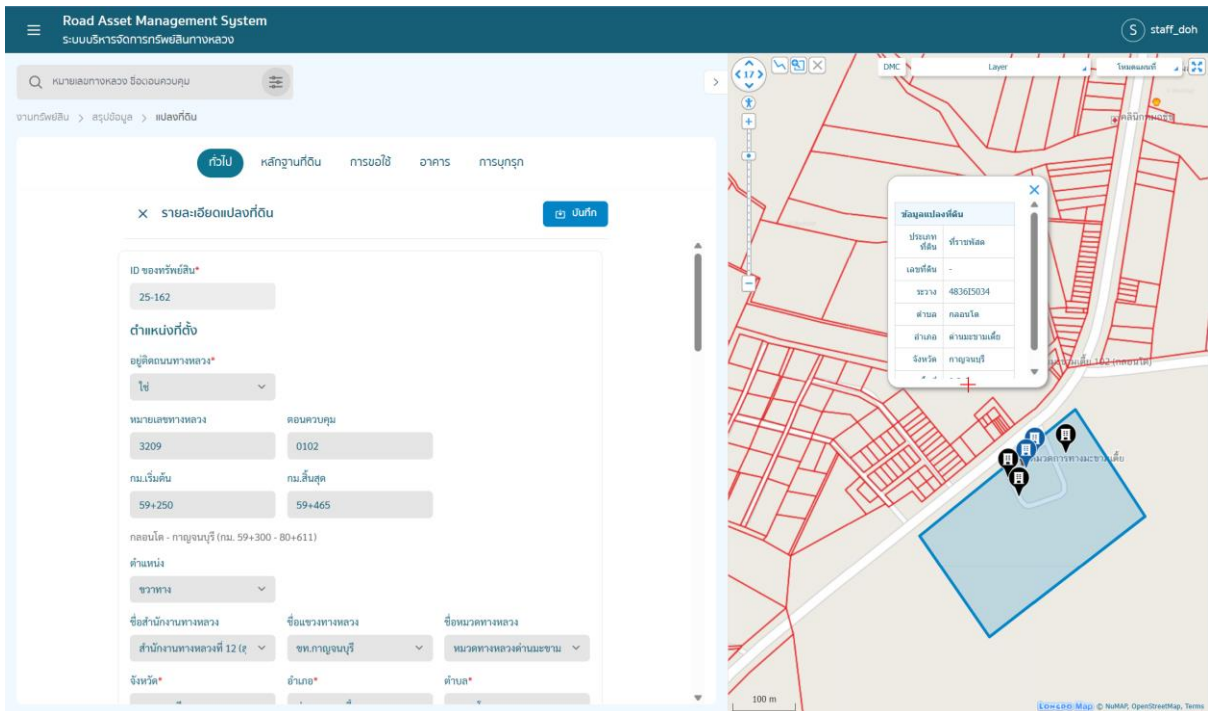 Road Asset Management System
ระบบบริหารจัดการทรัพย์สินทางหลวง
S staff_doh
หมายเลขทางหลวง ชื่อตอนควบคุม
งานทรัพย์สิน > สรุปข้อมูล > แปลงที่ดิน
ทั่วไป หลักฐานที่ดิน การขอใช้ อาคาร การบุกรุก
รายละเอียดแปลงที่ดิน
บันทึก
ID ของทรัพย์สิน*
25-162
ตำแหน่งที่ตั้ง
อยู่ติดถนนทางหลวง*
ใช่
หมายเลขทางหลวง ตอนควบคุม
3209 0102
กม.เริ่มต้น กม.สิ้นสุด
59+250 59+465
กลอนโด - กาญจนบุรี (กม. 59+300 - 80+611)
ตำแหน่ง
ขวาทาง
ชื่อสำนักงานทางหลวง ชื่อแขวงทางหลวง ชื่อหมวดทางหลวง
สำนักงานทางหลวงที่ 12 (ส ขท.กาญจนบุรี หมวดทางหลวงด่านมะขาม
จังหวัด* อำเภอ* ตำบล*
17
DMC Layer โหมดแผนที่
ข้อมูลแปลงที่ดิน
ประเภทที่ดิน ที่ราชพัสดุ
เลขที่ดิน -
ระวาง 4836I5034
ตำบล กลอนโด
อำเภอ ด่านมะขามเตี้ย
จังหวัด กาญจนบุรี
102 (กลอนโด)
100 m
Longdo Map © NuMAP, OpenStreetMap, Terms